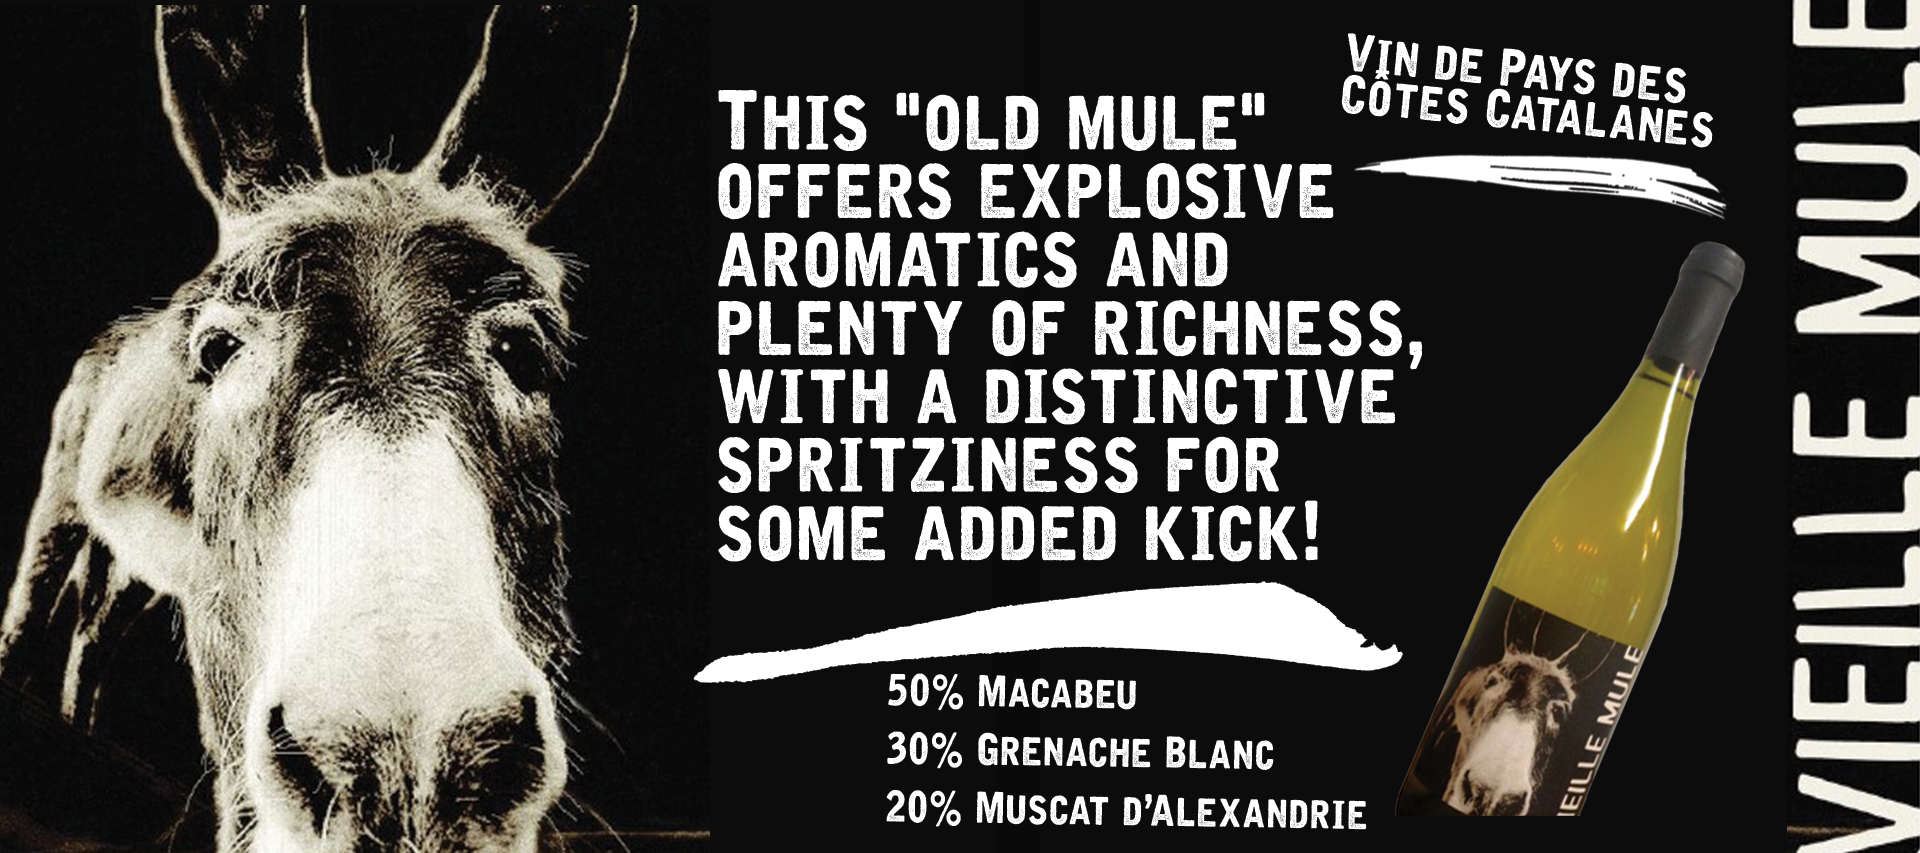 THIS "OLD MULE"
OFFERS EXPLOSIVE
AROMATICS AND
PLENTY OF RICHNESS,
WITH A DISTINCTIVE
SPRITZINESS FOR
SOME ADDED KICK!
50% MACABEU
30% GRENACHE BLANC
20% MUSCAT D'ALEXANDRIE
VIN DE PAYS DES
CÔTES CATALANES
EILLE MULE
VIEILLE MULE